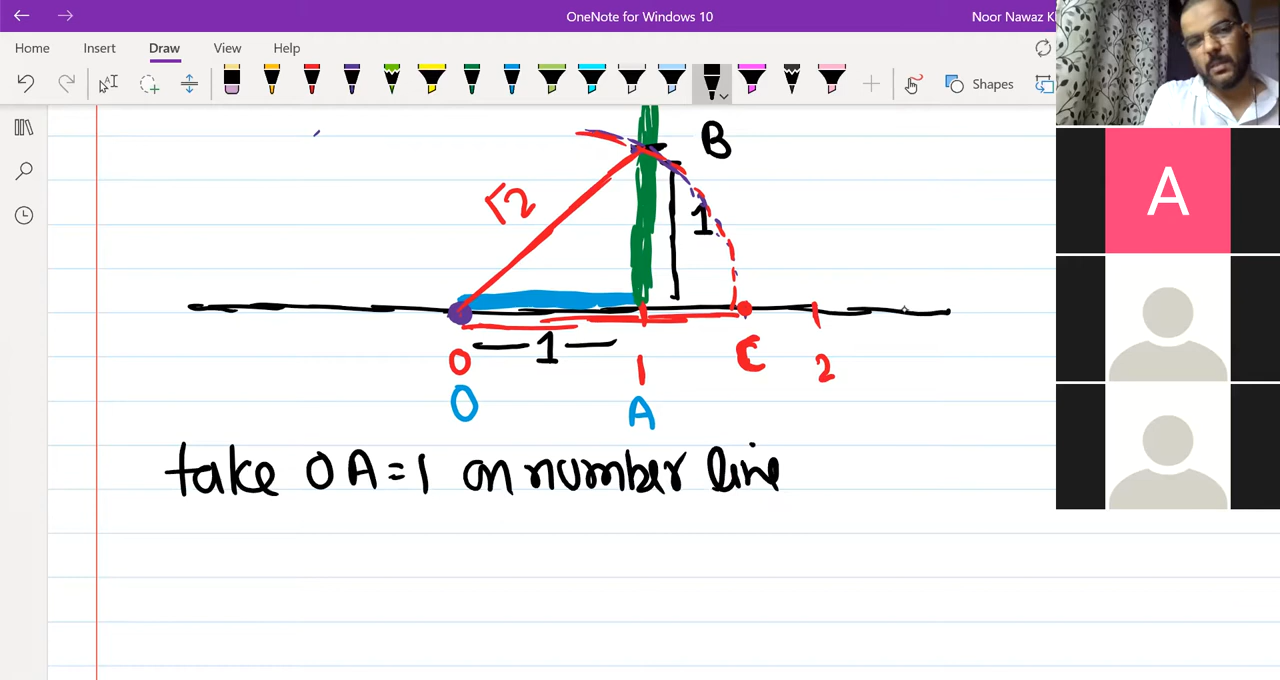 OneNote for Windows 10
Noor Nawaz K
Home Insert Draw View Help
Shapes
B
√2
1
1
0 1 C 2
O A
take OA=1 on number line
A